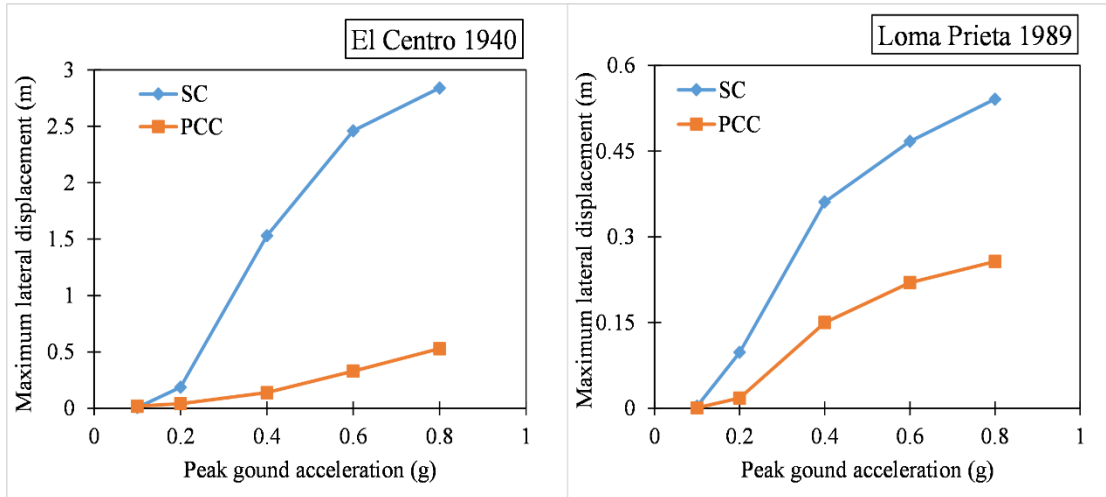 El Centro 1940
Maximum lateral displacement (m)
3
2.5
2
1.5
1
0.5
0
SC
PCC
0
0.2
0.4
0.6
0.8
1
Peak gound acceleration (g)
Loma Prieta 1989
Maximum lateral displacement (m)
0.6
0.45
0.3
0.15
0
SC
PCC
0
0.2
0.4
0.6
0.8
1
Peak gound acceleration (g)